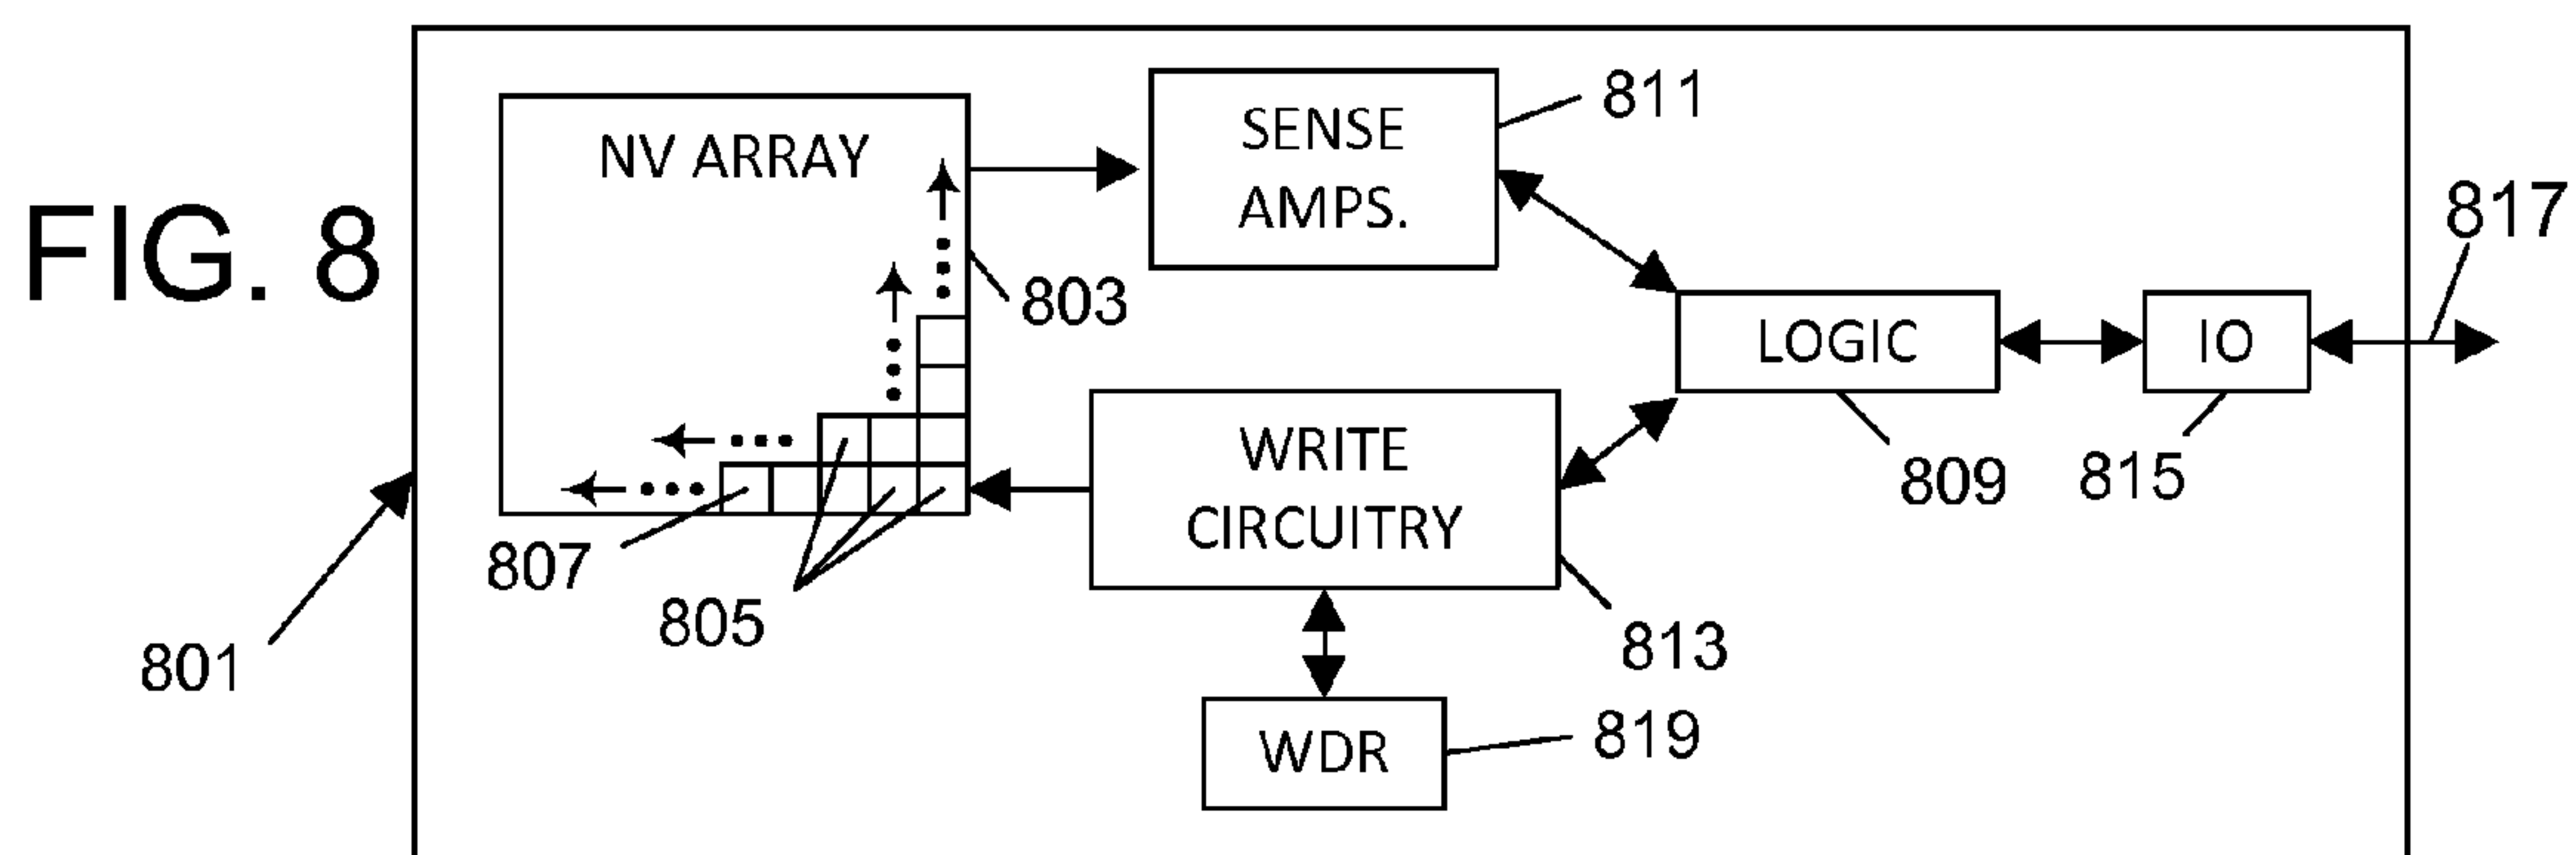 FIG. 8
NV ARRAY
SENSE
AMPS.
811
817
803
LOGIC
IO
WRITE
CIRCUITRY
809
815
807
805
813
801
WDR
819